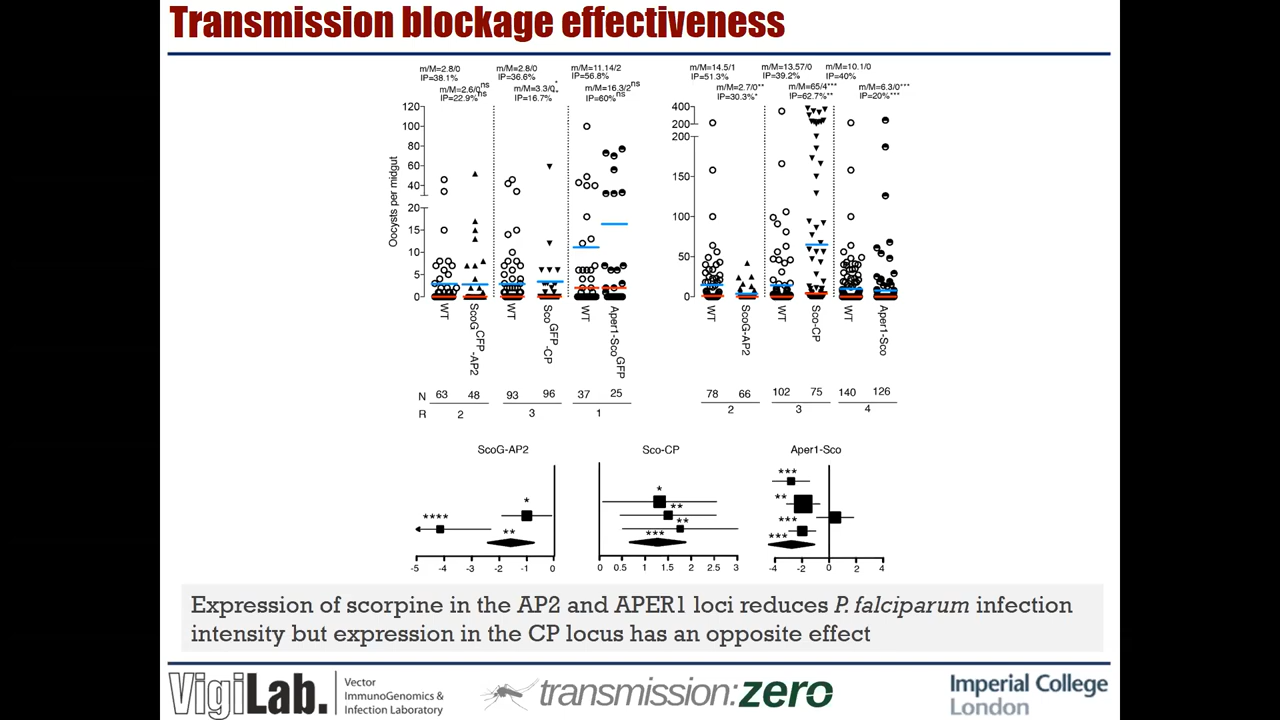 Transmission blockage effectiveness
m/M=2.8/0
IP=38.1%
m/M=2.6/0 ns
IP=22.9% ns
m/M=2.8/0
IP=36.6%
m/M=3.3/0 *
IP=16.7% **
m/M=11.14/2
IP=56.8%
m/M=16.3/2 ns
IP=60% ns
m/M=14.5/1
IP=51.3%
m/M=2.7/0**
IP=30.3%*
m/M=13.57/0
IP=39.2%
m/M=65/4***
IP=62.7%**
m/M=10.1/0
IP=40%
m/M=6.3/0***
IP=20%***
Oocysts per midgut
120
100
80
60
40
20
15
10
5
0
400
200
200
150
100
50
0
WT
ScoG CFP-AP2
WT
Sco GFP-CP
WT
Aper1-Sco GFP
WT
ScoG-AP2
WT
Sco-CP
WT
Aper1-Sco
N 63 48 93 96 37 25 78 66 102 75 140 126
R 2 3 1 2 3 4
ScoG-AP2
****
*
**
-5 -4 -3 -2 -1 0
Sco-CP
*
**
**
***
0 0.5 1 1.5 2 2.5 3
Aper1-Sco
***
**
***
***
-4 -2 0 2 4
Expression of scorpine in the AP2 and APER1 loci reduces P. falciparum infection
intensity but expression in the CP locus has an opposite effect
VigiLab.
Vector
ImmunoGenomics &
Infection Laboratory
transmission:zero
Imperial College
London